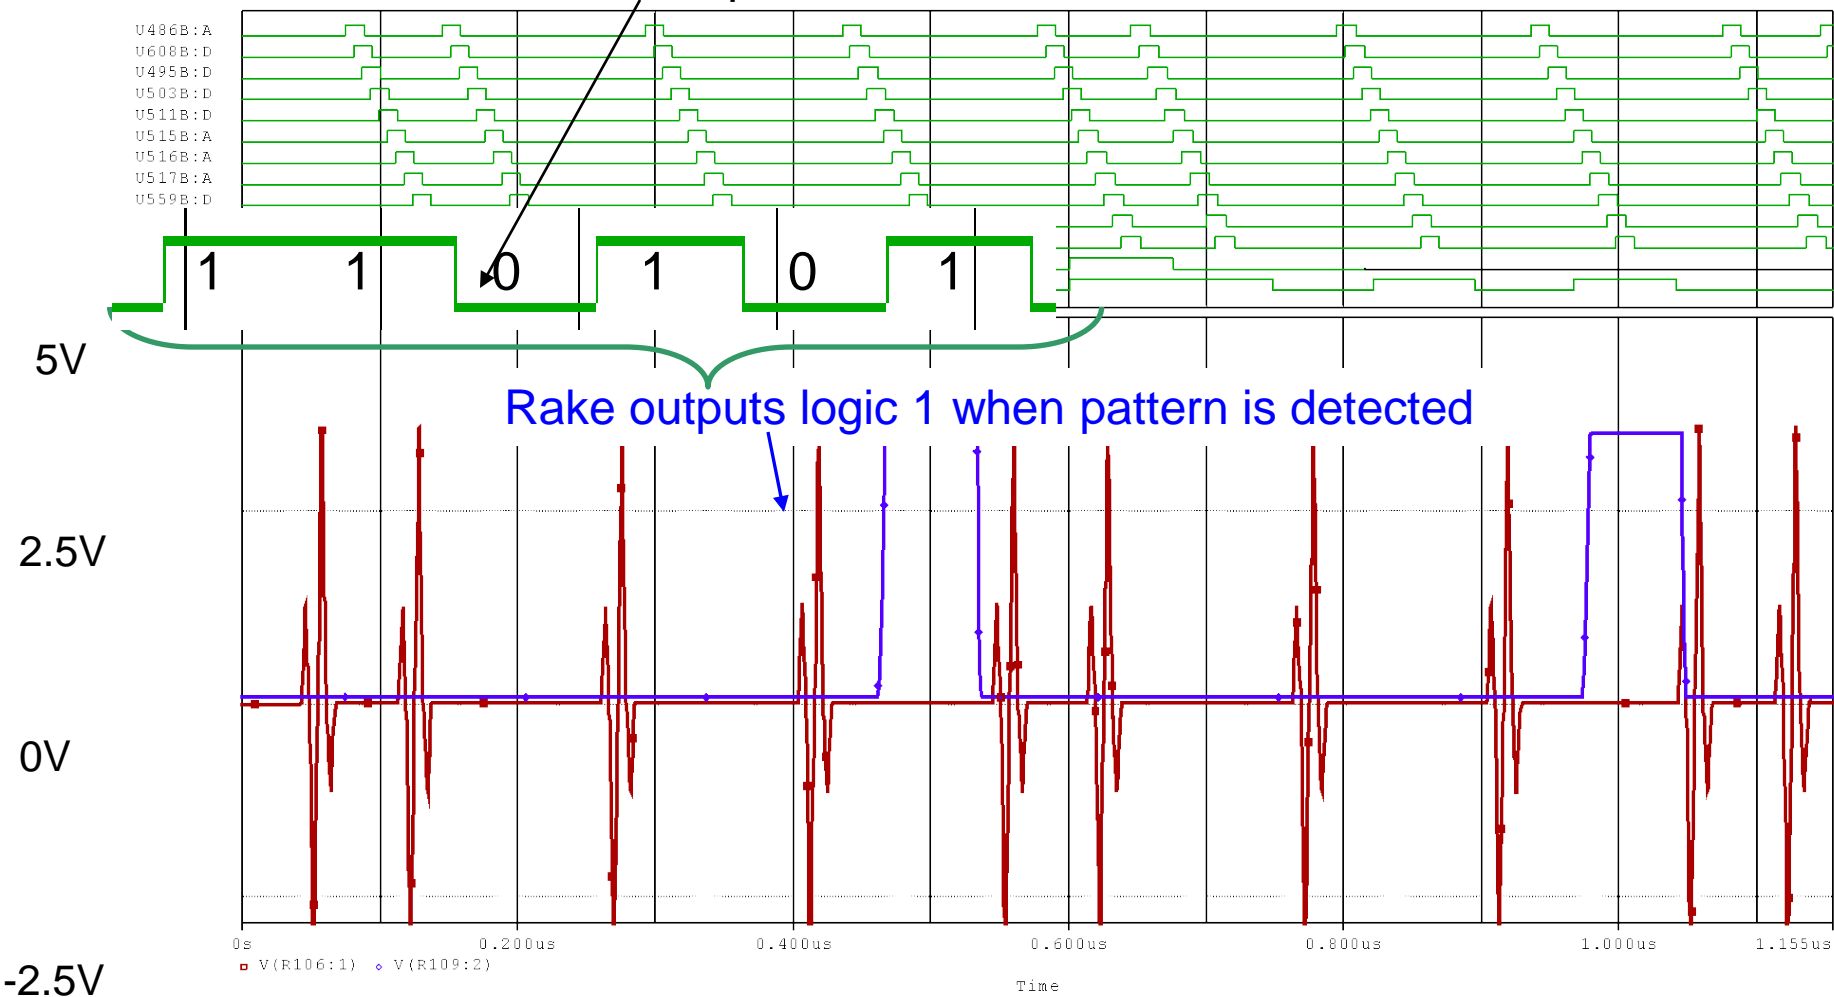 U486B:A
U608B:D
U495B:D
U503B:D
U511B:D
U515B:A
U516B:A
U517B:A
U559B:D
1 1 0 1 0 1
5V
Rake outputs logic 1 when pattern is detected
2.5V
0V
0s 0.200us 0.400us 0.600us 0.800us 1.000us 1.155us
V(R106:1) V(R109:2)
-2.5V
Time